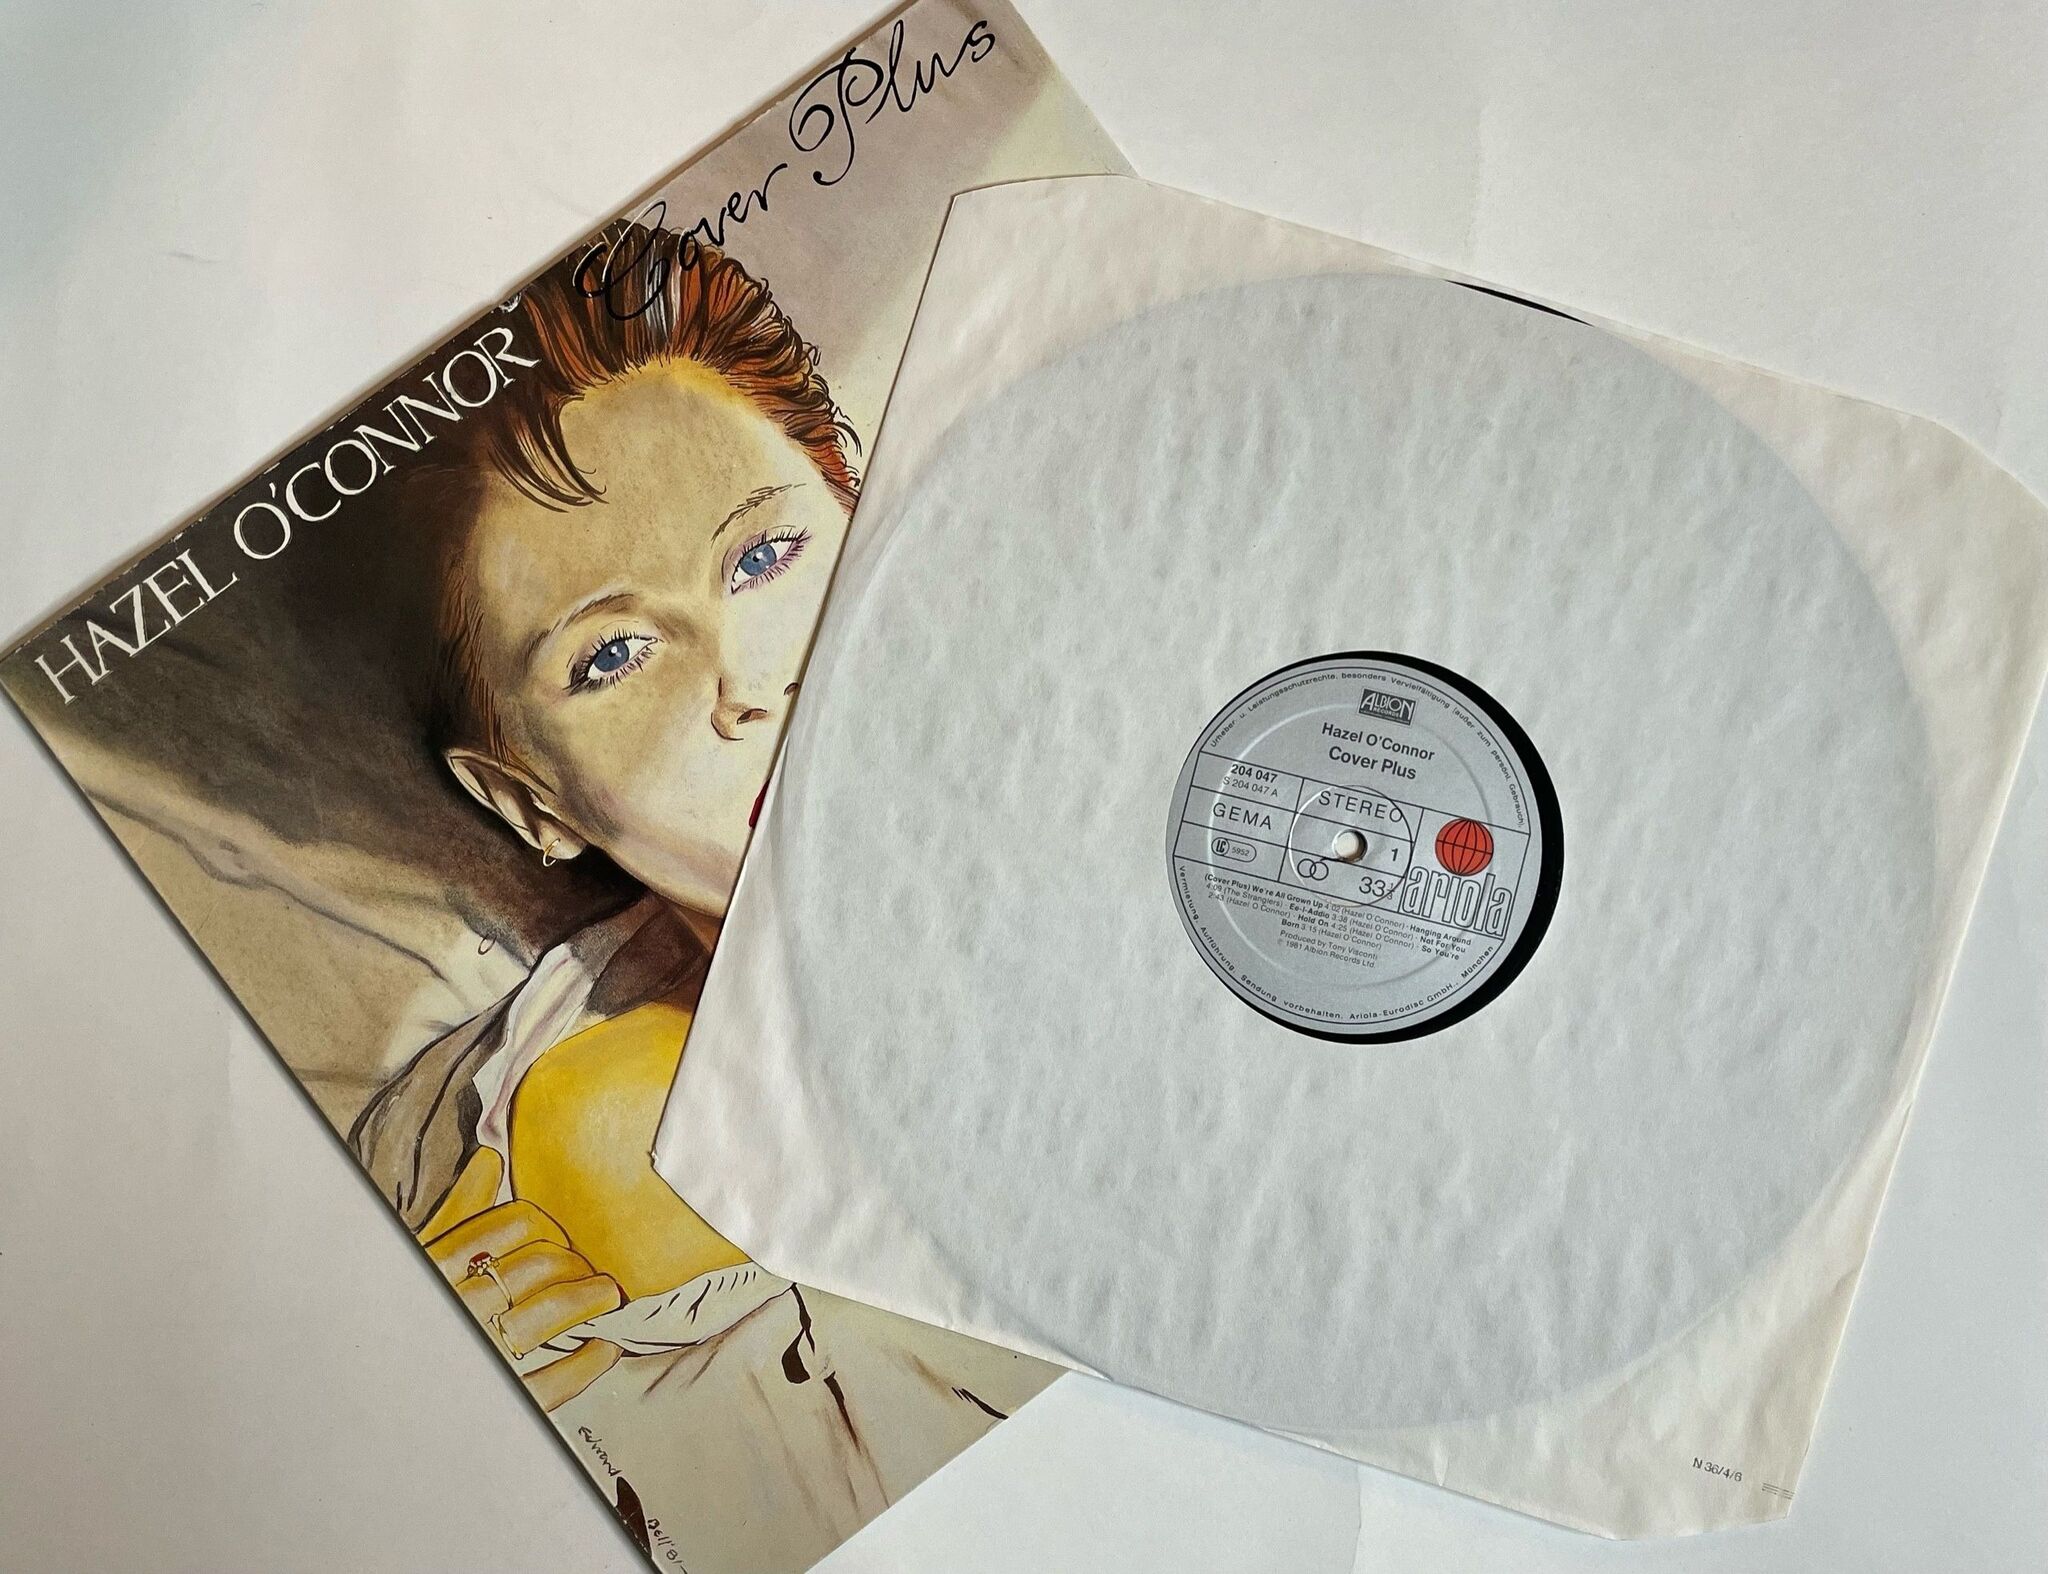 Cover Plus
HAZEL O'CONNOR
Urheber. u. Leistungsschutzrechte, besonders Vervielfältigung (außer zum persönl. Gebrauch),
ALBION
RECORDS
Hazel O'Connor
Cover Plus
204 047
S 204 047 A
STEREO
GEMA
LC 5952
1
33⅓
ariola
(Cover Plus) We're All Grown Up 4:02 (Hazel O'Connor) · Hanging Around
4:09 (The Stranglers) · Ee-I-Addio 3:38 (Hazel O'Connor) · Not For You
2:43 (Hazel O'Connor) · Hold On 4:25 (Hazel O'Connor) · So You're
Born 3:15 (Hazel O'Connor)
Produced by Tony Visconti
℗ 1981 Albion Records Ltd.
Vermietung, Aufführung, Sendung vorbehalten. Ariola-Eurodisc GmbH., München
Edward
Bell '81
N 36/4/6